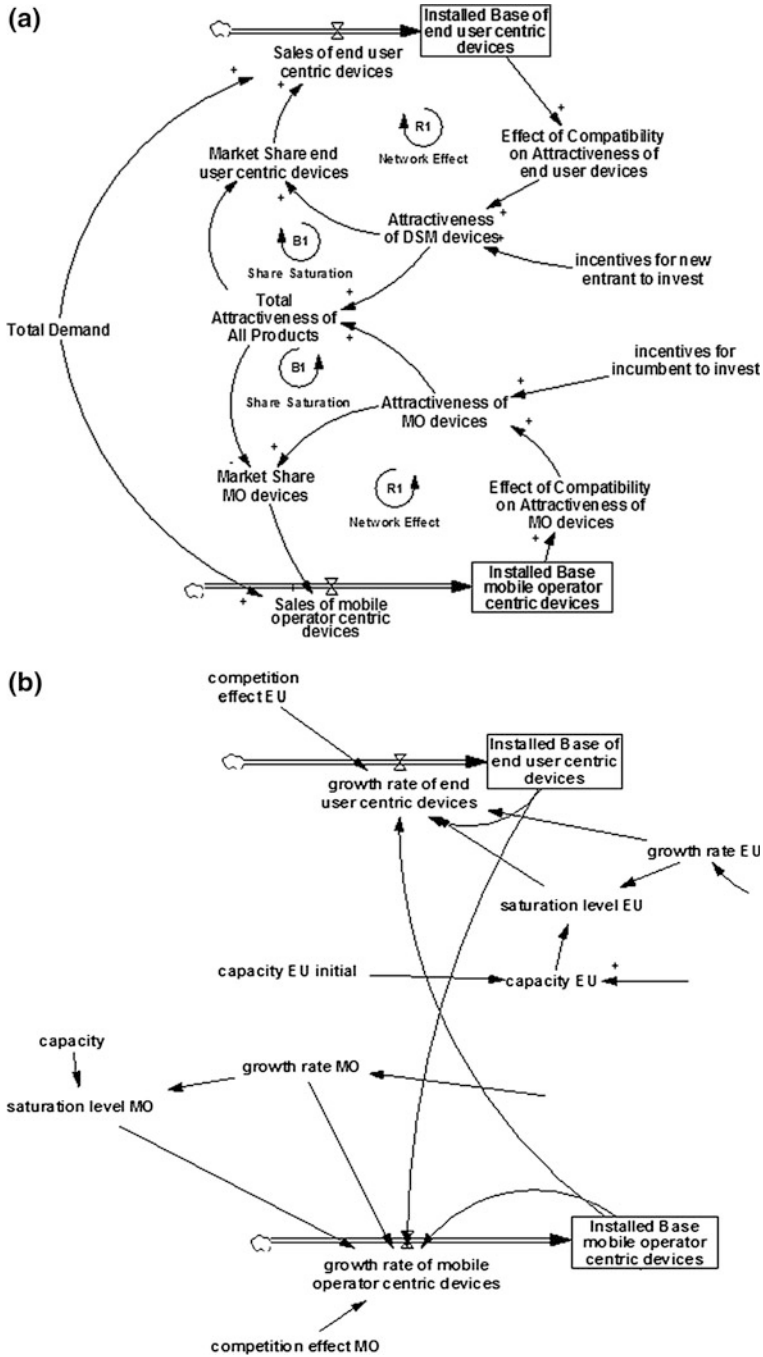 (a)
Installed Base of
end user centric
devices
Sales of end user
centric devices
+
+
R1
Network Effect
+
Effect of Compatibility
on Attractiveness of
end user devices
Market Share end
user centric devices
+
+
Attractiveness
of DSM devices
+
B1
Share Saturation
incentives for new
entrant to invest
+
Total
Attractiveness of
All Products
+
Total Demand
B1
Share Saturation
incentives for
incumbent to invest
+
Attractiveness of
MO devices
+
-
+
Market Share
MO devices
R1
Network Effect
Effect of Compatibility
on Attractiveness of
MO devices
+
Installed Base
mobile operator
centric devices
+
+
Sales of mobile
operator centric
devices
(b)
competition
effect EU
Installed Base of
end user centric
devices
growth rate of end
user centric devices
growth rate EU
saturation level EU
+
capacity EU initial
capacity EU
capacity
growth rate MO
saturation level MO
Installed Base
mobile operator
centric devices
growth rate of mobile
operator centric devices
competition effect MO